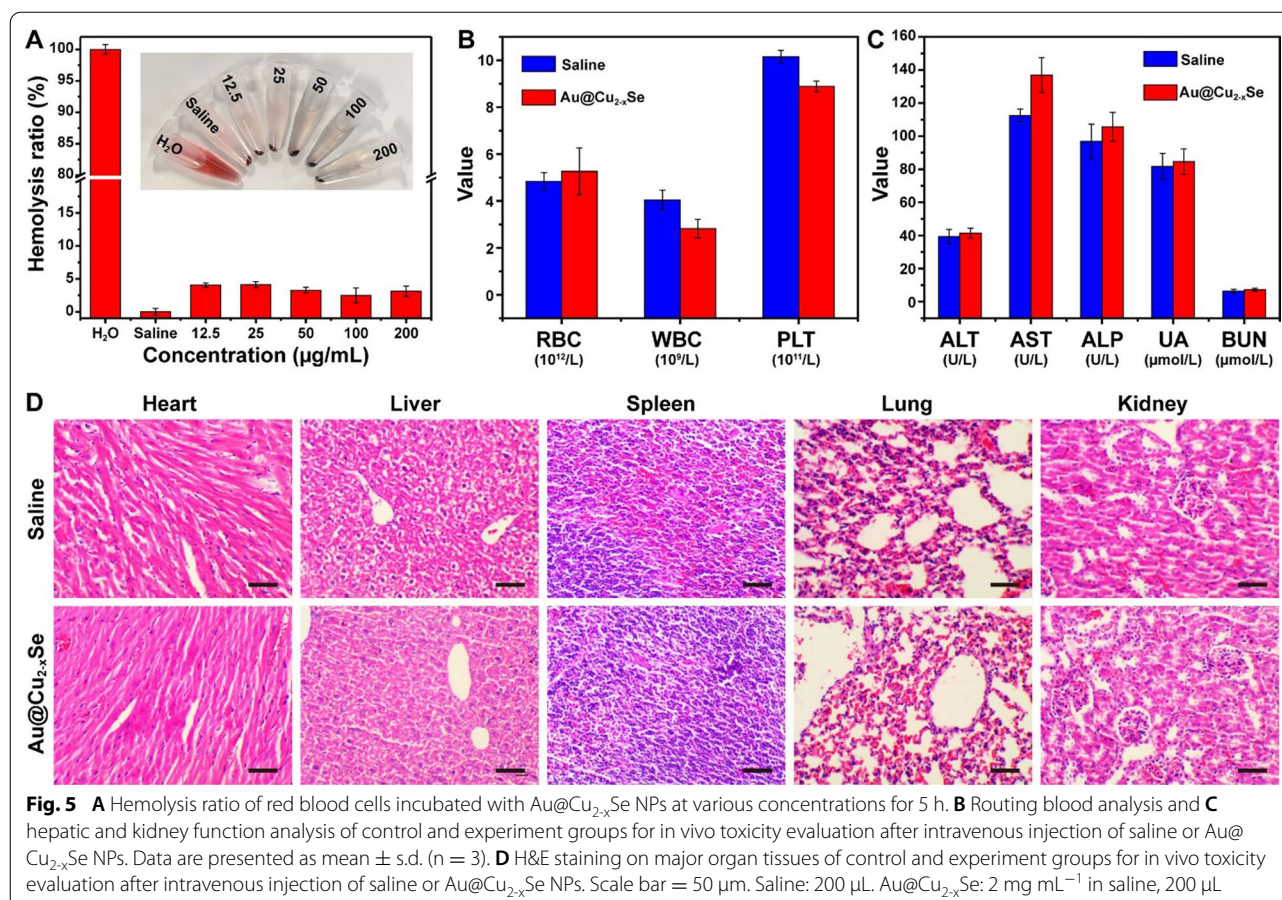 A
Hemolysis ratio (%)
100
95
90
85
80
15
10
5
0
H₂O
Saline
12.5
25
50
100
200
H₂O Saline 12.5 25 50 100 200
Concentration (µg/mL)
B
Value
10
8
6
4
2
0
Saline
Au@Cu₂₋ₓSe
RBC WBC PLT
(10¹²/L) (10⁹/L) (10¹¹/L)
C
Value
160
140
120
100
80
60
40
20
0
Saline
Au@Cu₂₋ₓSe
ALT AST ALP UA BUN
(U/L) (U/L) (U/L) (µmol/L) (µmol/L)
D Heart Liver Spleen Lung Kidney
Saline
Au@Cu₂₋ₓSe
Fig. 5 A Hemolysis ratio of red blood cells incubated with Au@Cu₂₋ₓSe NPs at various concentrations for 5 h. B Routing blood analysis and C
hepatic and kidney function analysis of control and experiment groups for in vivo toxicity evaluation after intravenous injection of saline or Au@
Cu₂₋ₓSe NPs. Data are presented as mean ± s.d. (n = 3). D H&E staining on major organ tissues of control and experiment groups for in vivo toxicity
evaluation after intravenous injection of saline or Au@Cu₂₋ₓSe NPs. Scale bar = 50 µm. Saline: 200 µL. Au@Cu₂₋ₓSe: 2 mg mL⁻¹ in saline, 200 µL